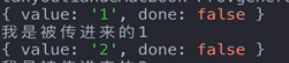 { value: '1', done: false }
我是被传进来的1
{ value: '2', done: false }